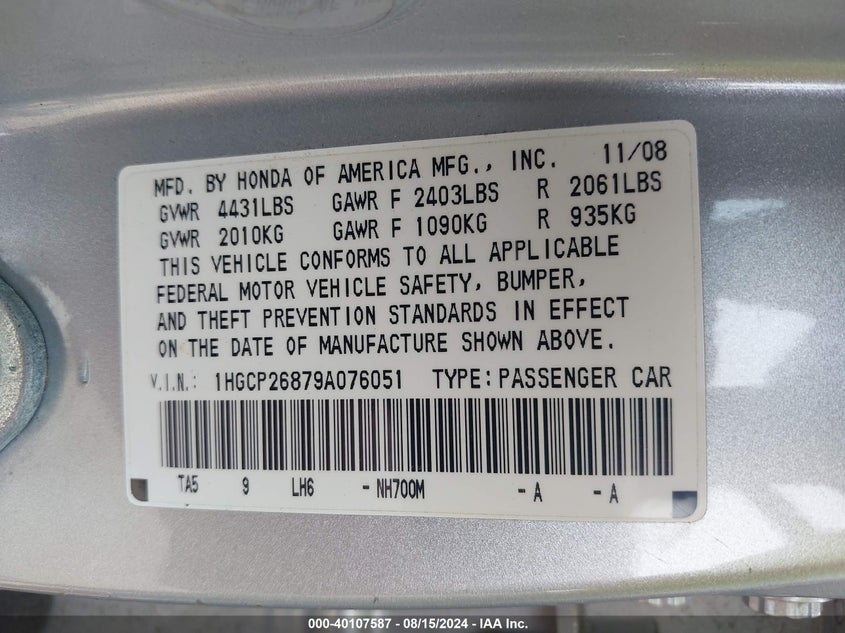 MFD. BY HONDA OF AMERICA MFG., INC. 11/08
GVWR 4431LBS GAWR F 2403LBS R 2061LBS
GVWR 2010KG GAWR F 1090KG R 935KG
THIS VEHICLE CONFORMS TO ALL APPLICABLE
FEDERAL MOTOR VEHICLE SAFETY, BUMPER,
AND THEFT PREVENTION STANDARDS IN EFFECT
ON THE DATE OF MANUFACTURE SHOWN ABOVE.
V.I.N.: 1HGCP26879A076051 TYPE: PASSENGER CAR
TA5 9 LH6 - NH700M - A - A
000-40107587 - 08/15/2024 - IAA Inc.